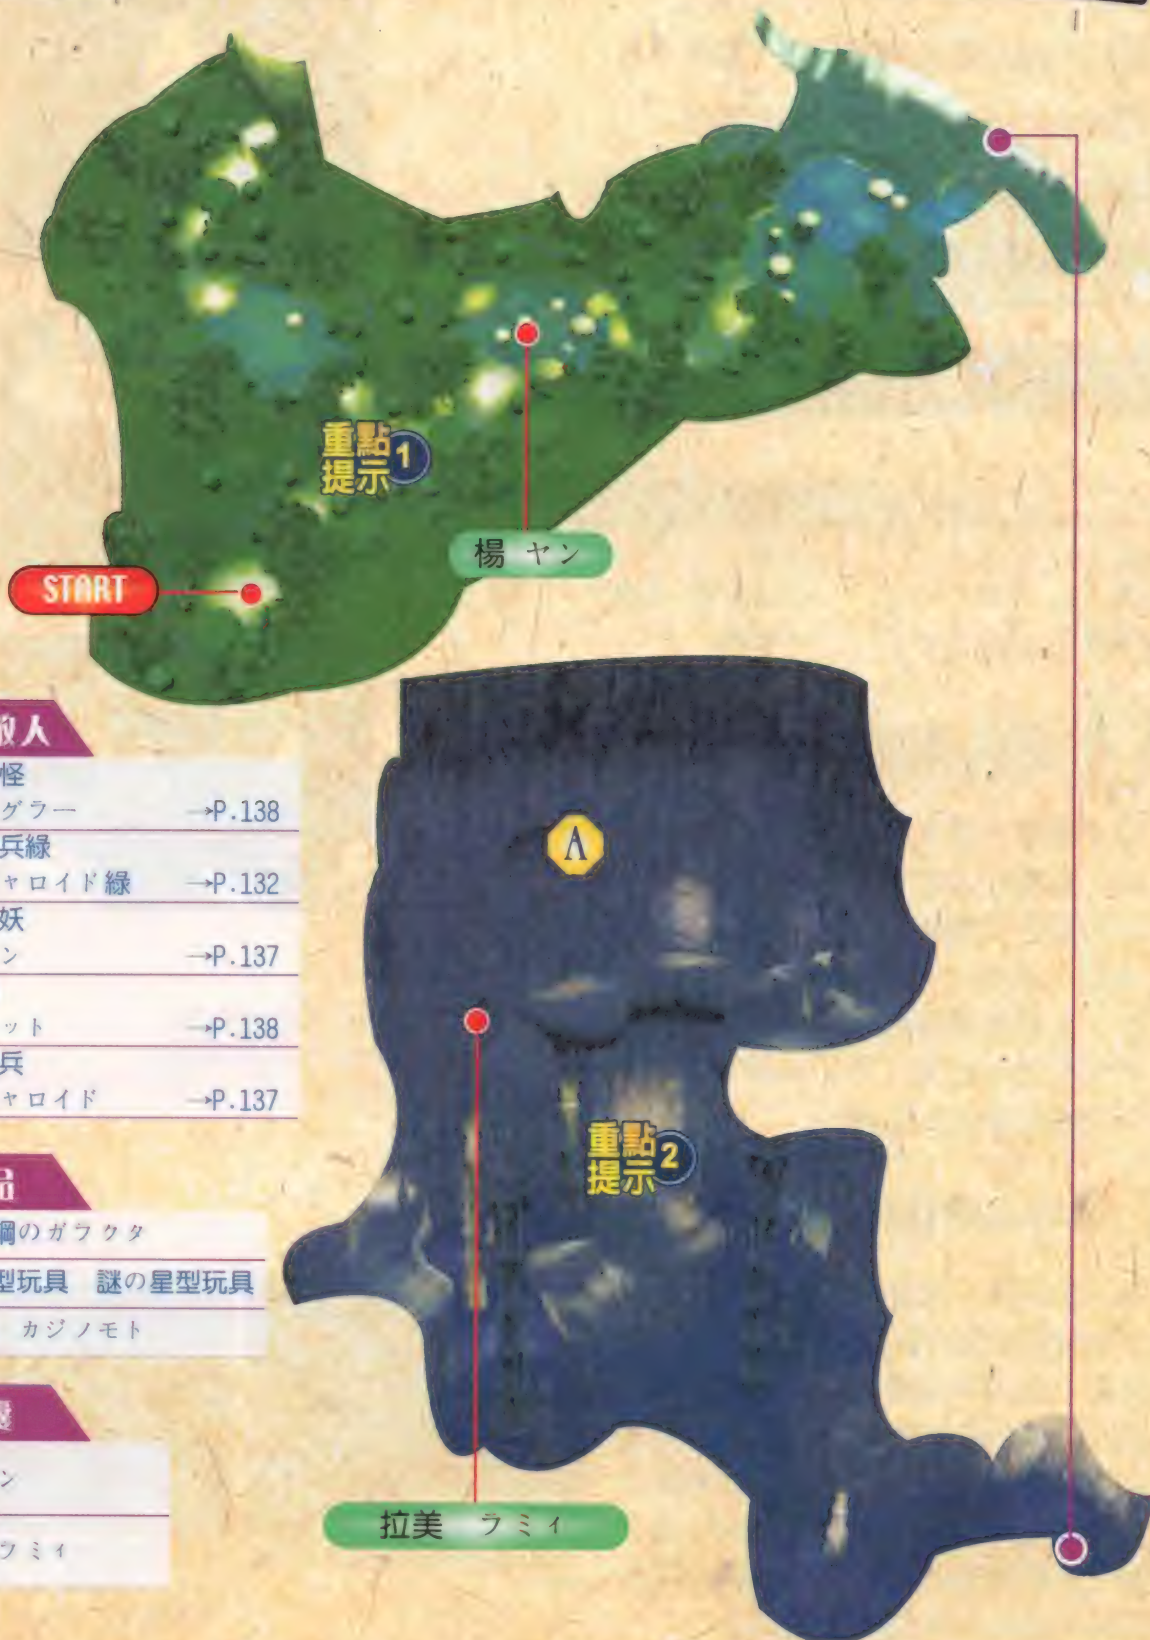 重點
提示 1
楊 ヤン
START
敵人
怪
グラー →P.138
兵緑
ャロイド緑 →P.132
妖
ン →P.137
ット →P.138
兵
ャロイド →P.137
品
鋼のガラクタ
型玩具 謎の星型玩具
カジノモト
ン
ラミィ
A
重點
提示 2
拉美 ラミィ